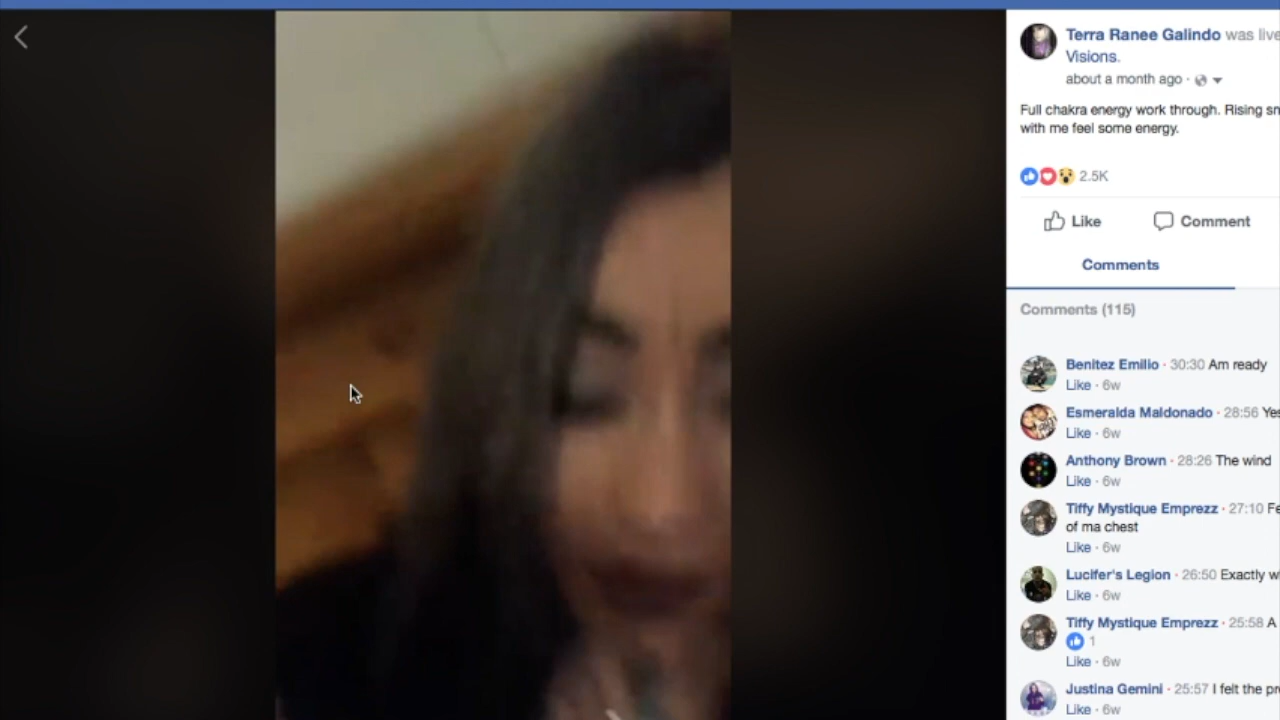 Terra Ranee Galindo was live
Visions.
about a month ago ·
Full chakra energy work through. Rising
with me feel some energy.
2.5K
Like Comment
Comments
Comments (115)
Benitez Emilio · 30:30 Am ready
Like · 6w
Esmeralda Maldonado · 28:56
Like · 6w
Anthony Brown · 28:26 The wind
Like · 6w
Tiffy Mystique Emprezz · 27:10
of ma chest
Like · 6w
Lucifer's Legion · 26:50 Exactly
Like · 6w
Tiffy Mystique Emprezz · 25:58 A
1
Like · 6w
Justina Gemini · 25:57 I felt the
Like · 6w